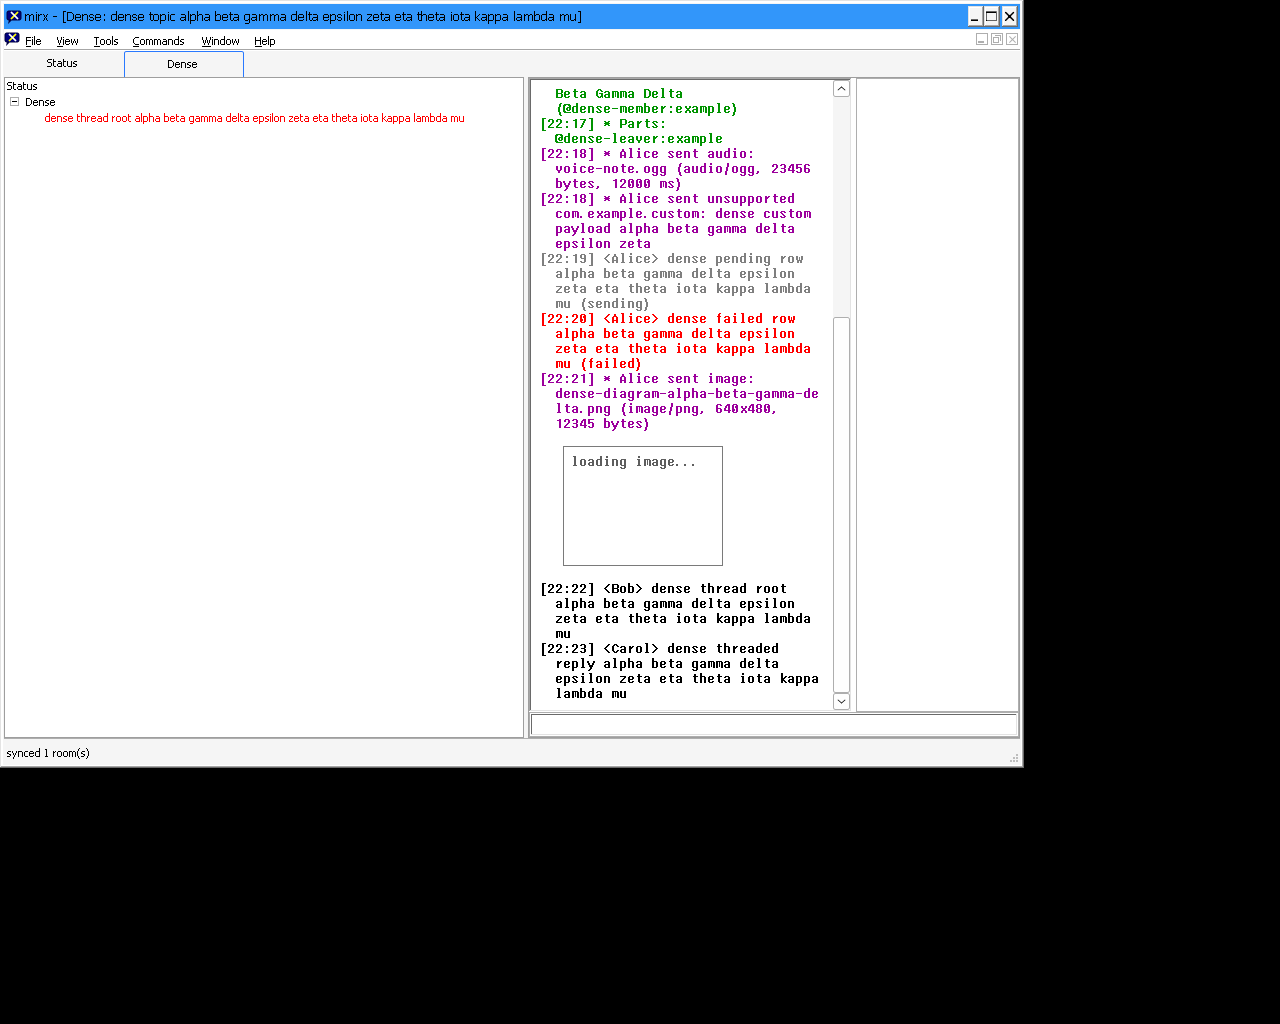 mirx - [Dense: dense topic alpha beta gamma delta epsilon zeta eta theta iota kappa lambda mu]
File View Tools Commands Window Help
Status Dense
Status
Dense
dense thread root alpha beta gamma delta epsilon zeta eta theta iota kappa lambda mu
Beta Gamma Delta
(@dense-member:example)
[22:17] * Parts:
@dense-leaver:example
[22:18] * Alice sent audio:
voice-note.ogg (audio/ogg, 23456
bytes, 12000 ms)
[22:18] * Alice sent unsupported
com.example.custom: dense custom
payload alpha beta gamma delta
epsilon zeta
[22:19] <Alice> dense pending row
alpha beta gamma delta epsilon
zeta eta theta iota kappa lambda
mu (sending)
[22:20] <Alice> dense failed row
alpha beta gamma delta epsilon
zeta eta theta iota kappa lambda
mu (failed)
[22:21] * Alice sent image:
dense-diagram-alpha-beta-gamma-de
lta.png (image/png, 640x480,
12345 bytes)
loading image...
[22:22] <Bob> dense thread root
alpha beta gamma delta epsilon
zeta eta theta iota kappa lambda
mu
[22:23] <Carol> dense threaded
reply alpha beta gamma delta
epsilon zeta eta theta iota kappa
lambda mu
synced 1 room(s)